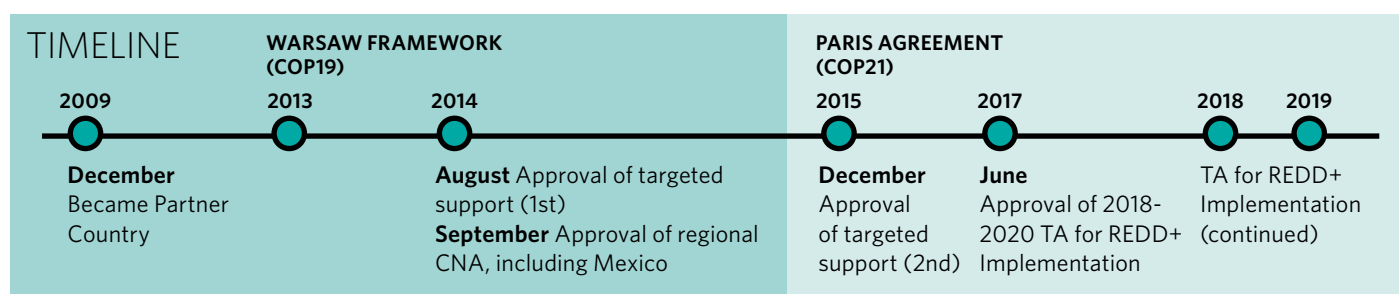 TIMELINE
WARSAW FRAMEWORK
(COP19)
PARIS AGREEMENT
(COP21)
2009
2013
2014
2015
2017
2018
2019
December
Became Partner
Country
August Approval of targeted
support (1st)
September Approval of regional
CNA, including Mexico
December
Approval
of targeted
support (2nd)
June
Approval of 2018-
2020 TA for REDD+
Implementation
TA for REDD+
Implementation
(continued)